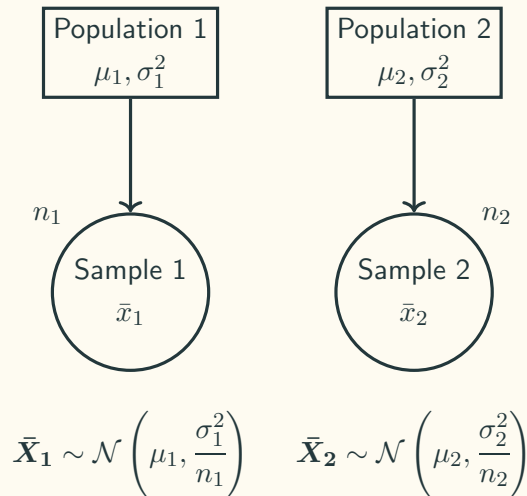 Population 1
μ₁, σ₁²
Population 2
μ₂, σ₂²
n₁
n₂
Sample 1
x̄₁
Sample 2
x̄₂
X̄₁ ∼ 𝒩 (μ₁, σ₁²/n₁)
X̄₂ ∼ 𝒩 (μ₂, σ₂²/n₂)